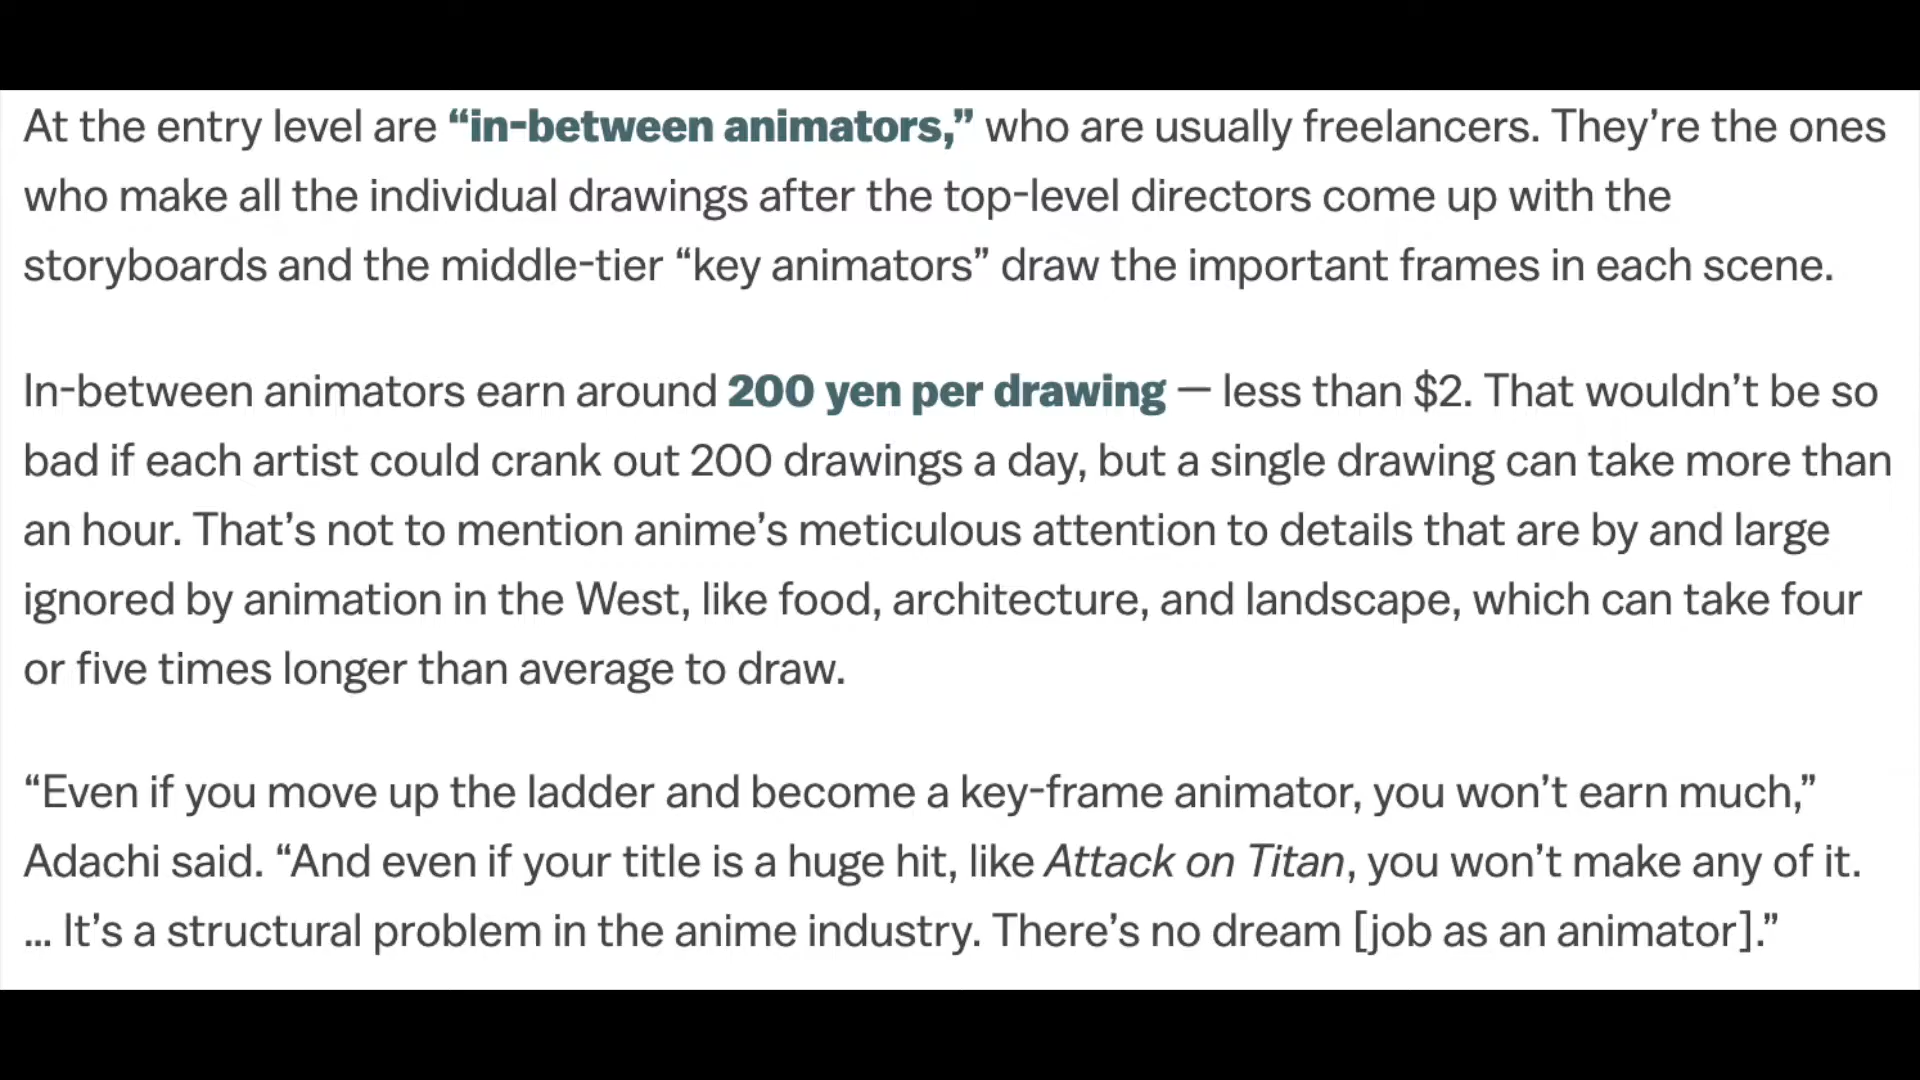 At the entry level are “in-between animators,” who are usually freelancers. They’re the ones
who make all the individual drawings after the top-level directors come up with the
storyboards and the middle-tier “key animators” draw the important frames in each scene.
In-between animators earn around 200 yen per drawing — less than $2. That wouldn’t be so
bad if each artist could crank out 200 drawings a day, but a single drawing can take more than
an hour. That’s not to mention anime’s meticulous attention to details that are by and large
ignored by animation in the West, like food, architecture, and landscape, which can take four
or five times longer than average to draw.
“Even if you move up the ladder and become a key-frame animator, you won’t earn much,”
Adachi said. “And even if your title is a huge hit, like Attack on Titan, you won’t make any of it.
... It’s a structural problem in the anime industry. There’s no dream [job as an animator].”